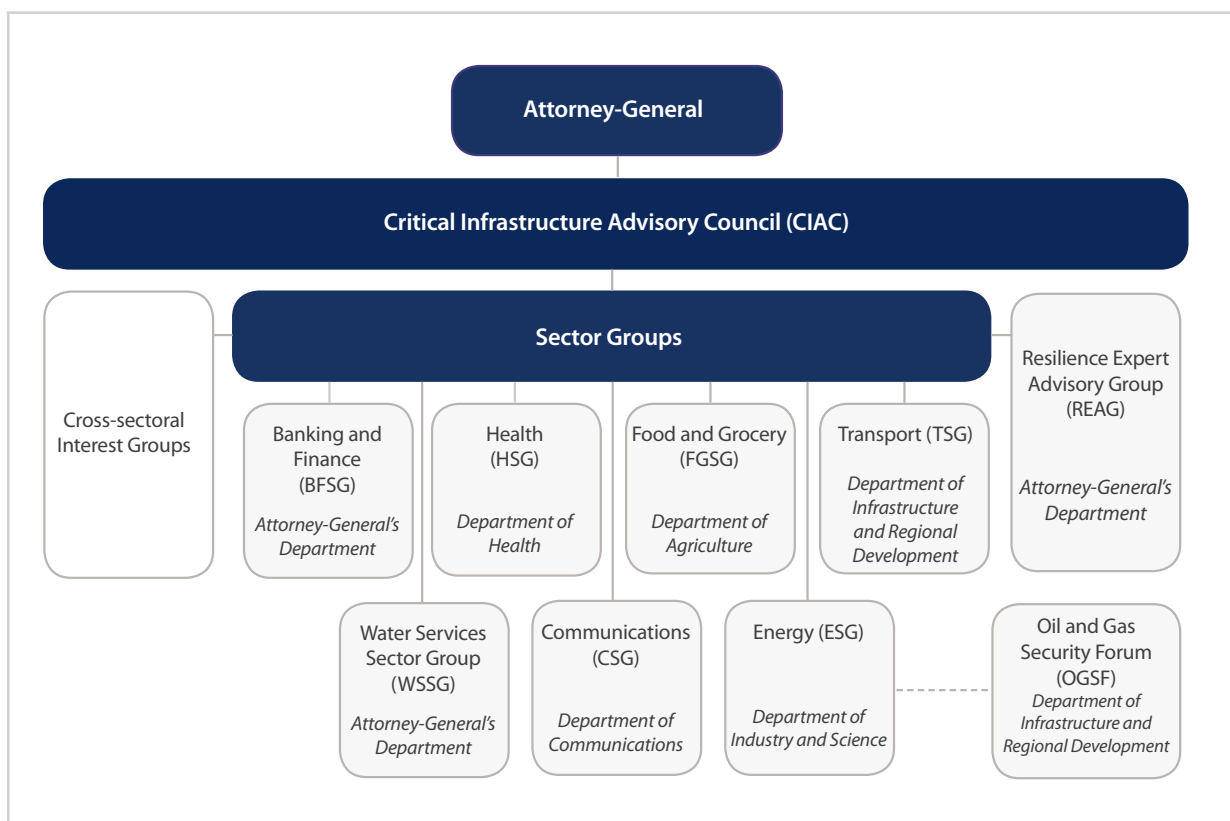 Attorney-General
Critical Infrastructure Advisory Council (CIAC)
Sector Groups
Cross-sectoral
Interest Groups
Resilience Expert
Advisory Group
(REAG)
Attorney-General’s
Department
Banking and
Finance
(BFSG)
Attorney-General’s
Department
Health
(HSG)
Department of
Health
Food and Grocery
(FGSG)
Department of
Agriculture
Transport (TSG)
Department of
Infrastructure
and Regional
Development
Water Services
Sector Group
(WSSG)
Attorney-General’s
Department
Communications
(CSG)
Department of
Communications
Energy (ESG)
Department of
Industry and Science
Oil and Gas
Security Forum
(OGSF)
Department of
Infrastructure and
Regional Development